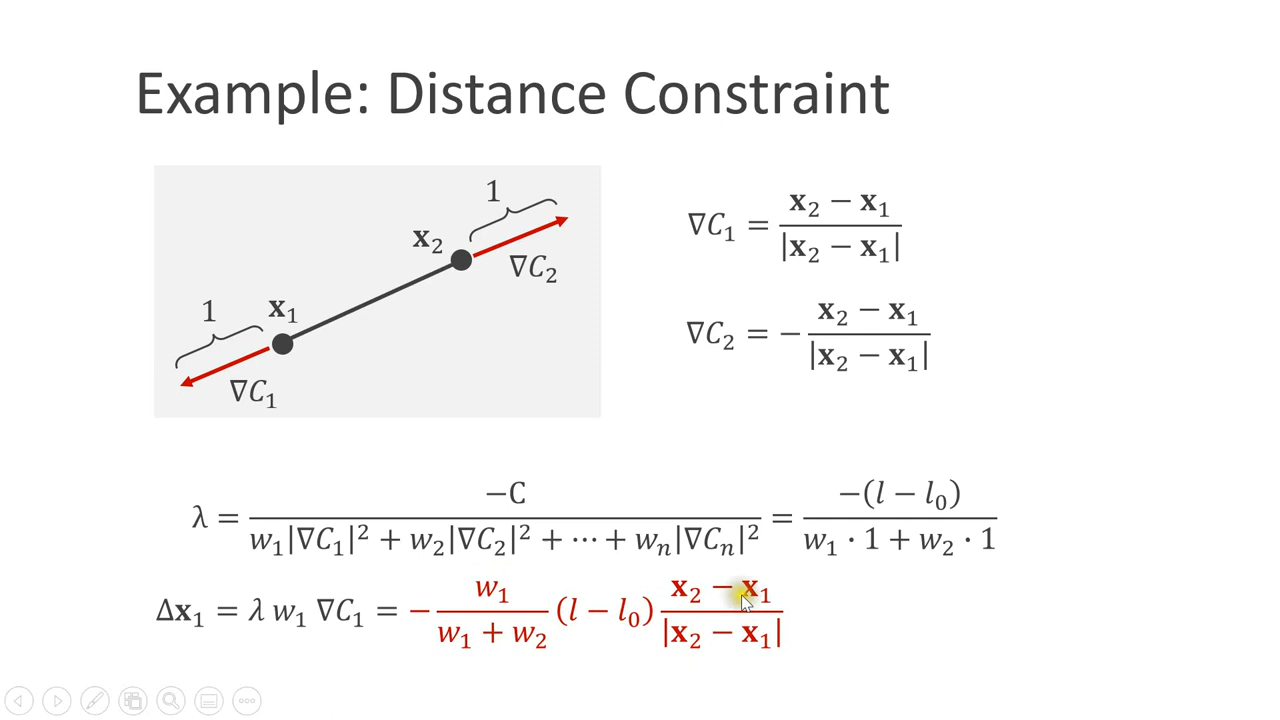 Example: Distance Constraint
1
x₂
∇C₂
1
x₁
∇C₁
∇C₁ = (x₂ − x₁) / |x₂ − x₁|
∇C₂ = − (x₂ − x₁) / |x₂ − x₁|
λ = −C / (w₁|∇C₁|² + w₂|∇C₂|² + ⋯ + wₙ|∇Cₙ|²) = −(l − l₀) / (w₁ · 1 + w₂ · 1)
Δx₁ = λ w₁ ∇C₁ = − w₁ / (w₁ + w₂) (l − l₀) (x₂ − x₁) / |x₂ − x₁|